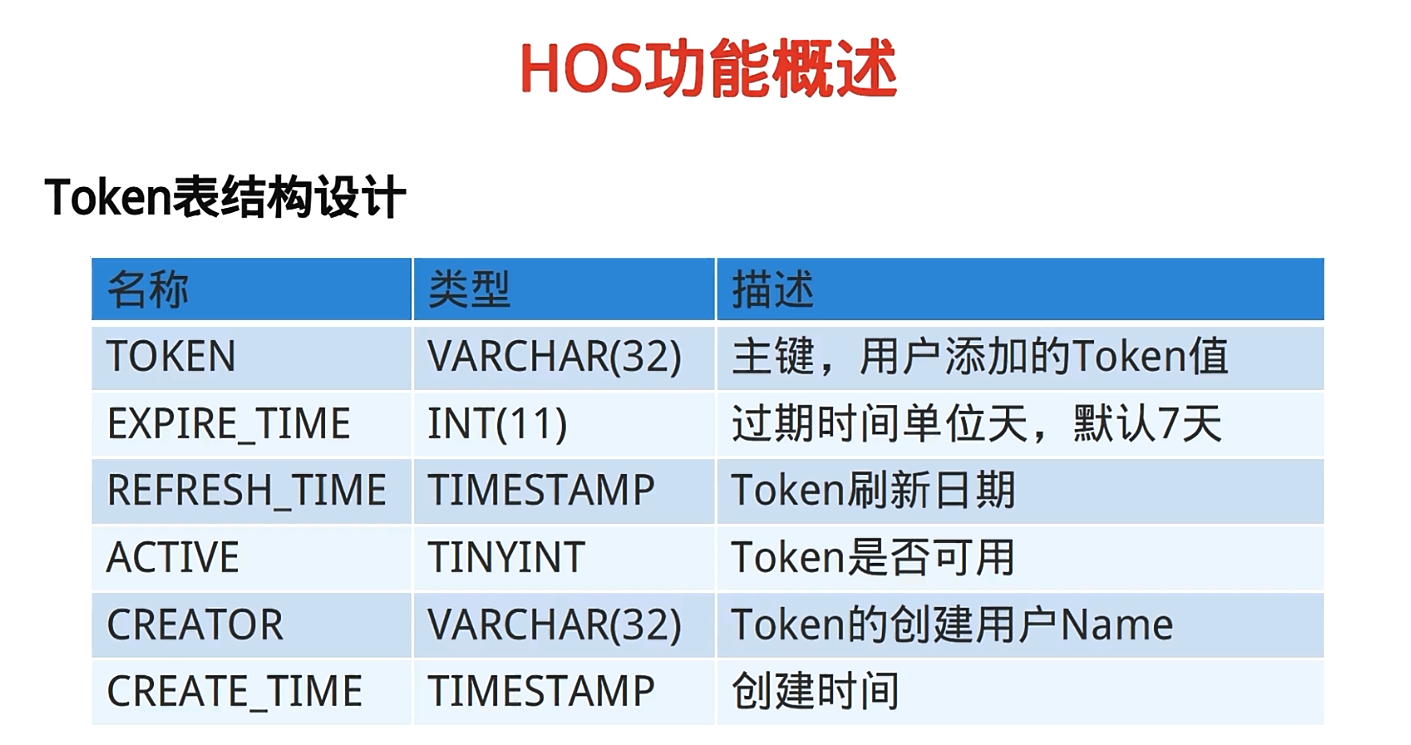 HOS功能概述
Token表结构设计
名称 类型 描述
TOKEN VARCHAR(32) 主键，用户添加的Token值
EXPIRE_TIME INT(11) 过期时间单位天，默认7天
REFRESH_TIME TIMESTAMP Token刷新日期
ACTIVE TINYINT Token是否可用
CREATOR VARCHAR(32) Token的创建用户Name
CREATE_TIME TIMESTAMP 创建时间